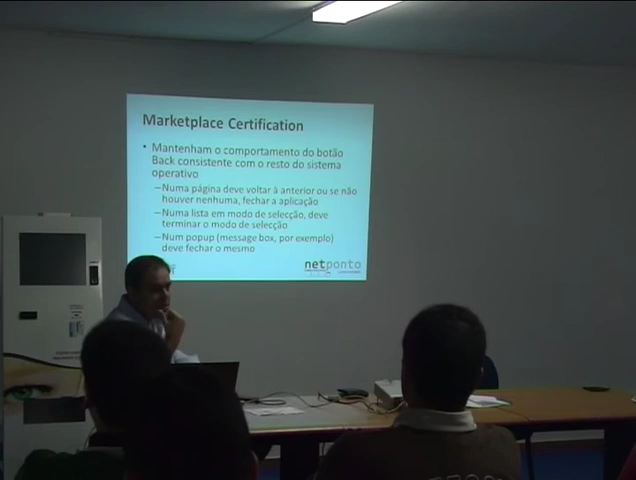 Marketplace Certification
• Mantenham o comportamento do botão
Back consistente com o resto do sistema
operativo
–Numa página deve voltar à anterior ou se não
houver nenhuma, fechar a aplicação
–Numa lista em modo de selecção, deve
terminar o modo de selecção
–Num popup (message box, por exemplo)
deve fechar o mesmo
netponto